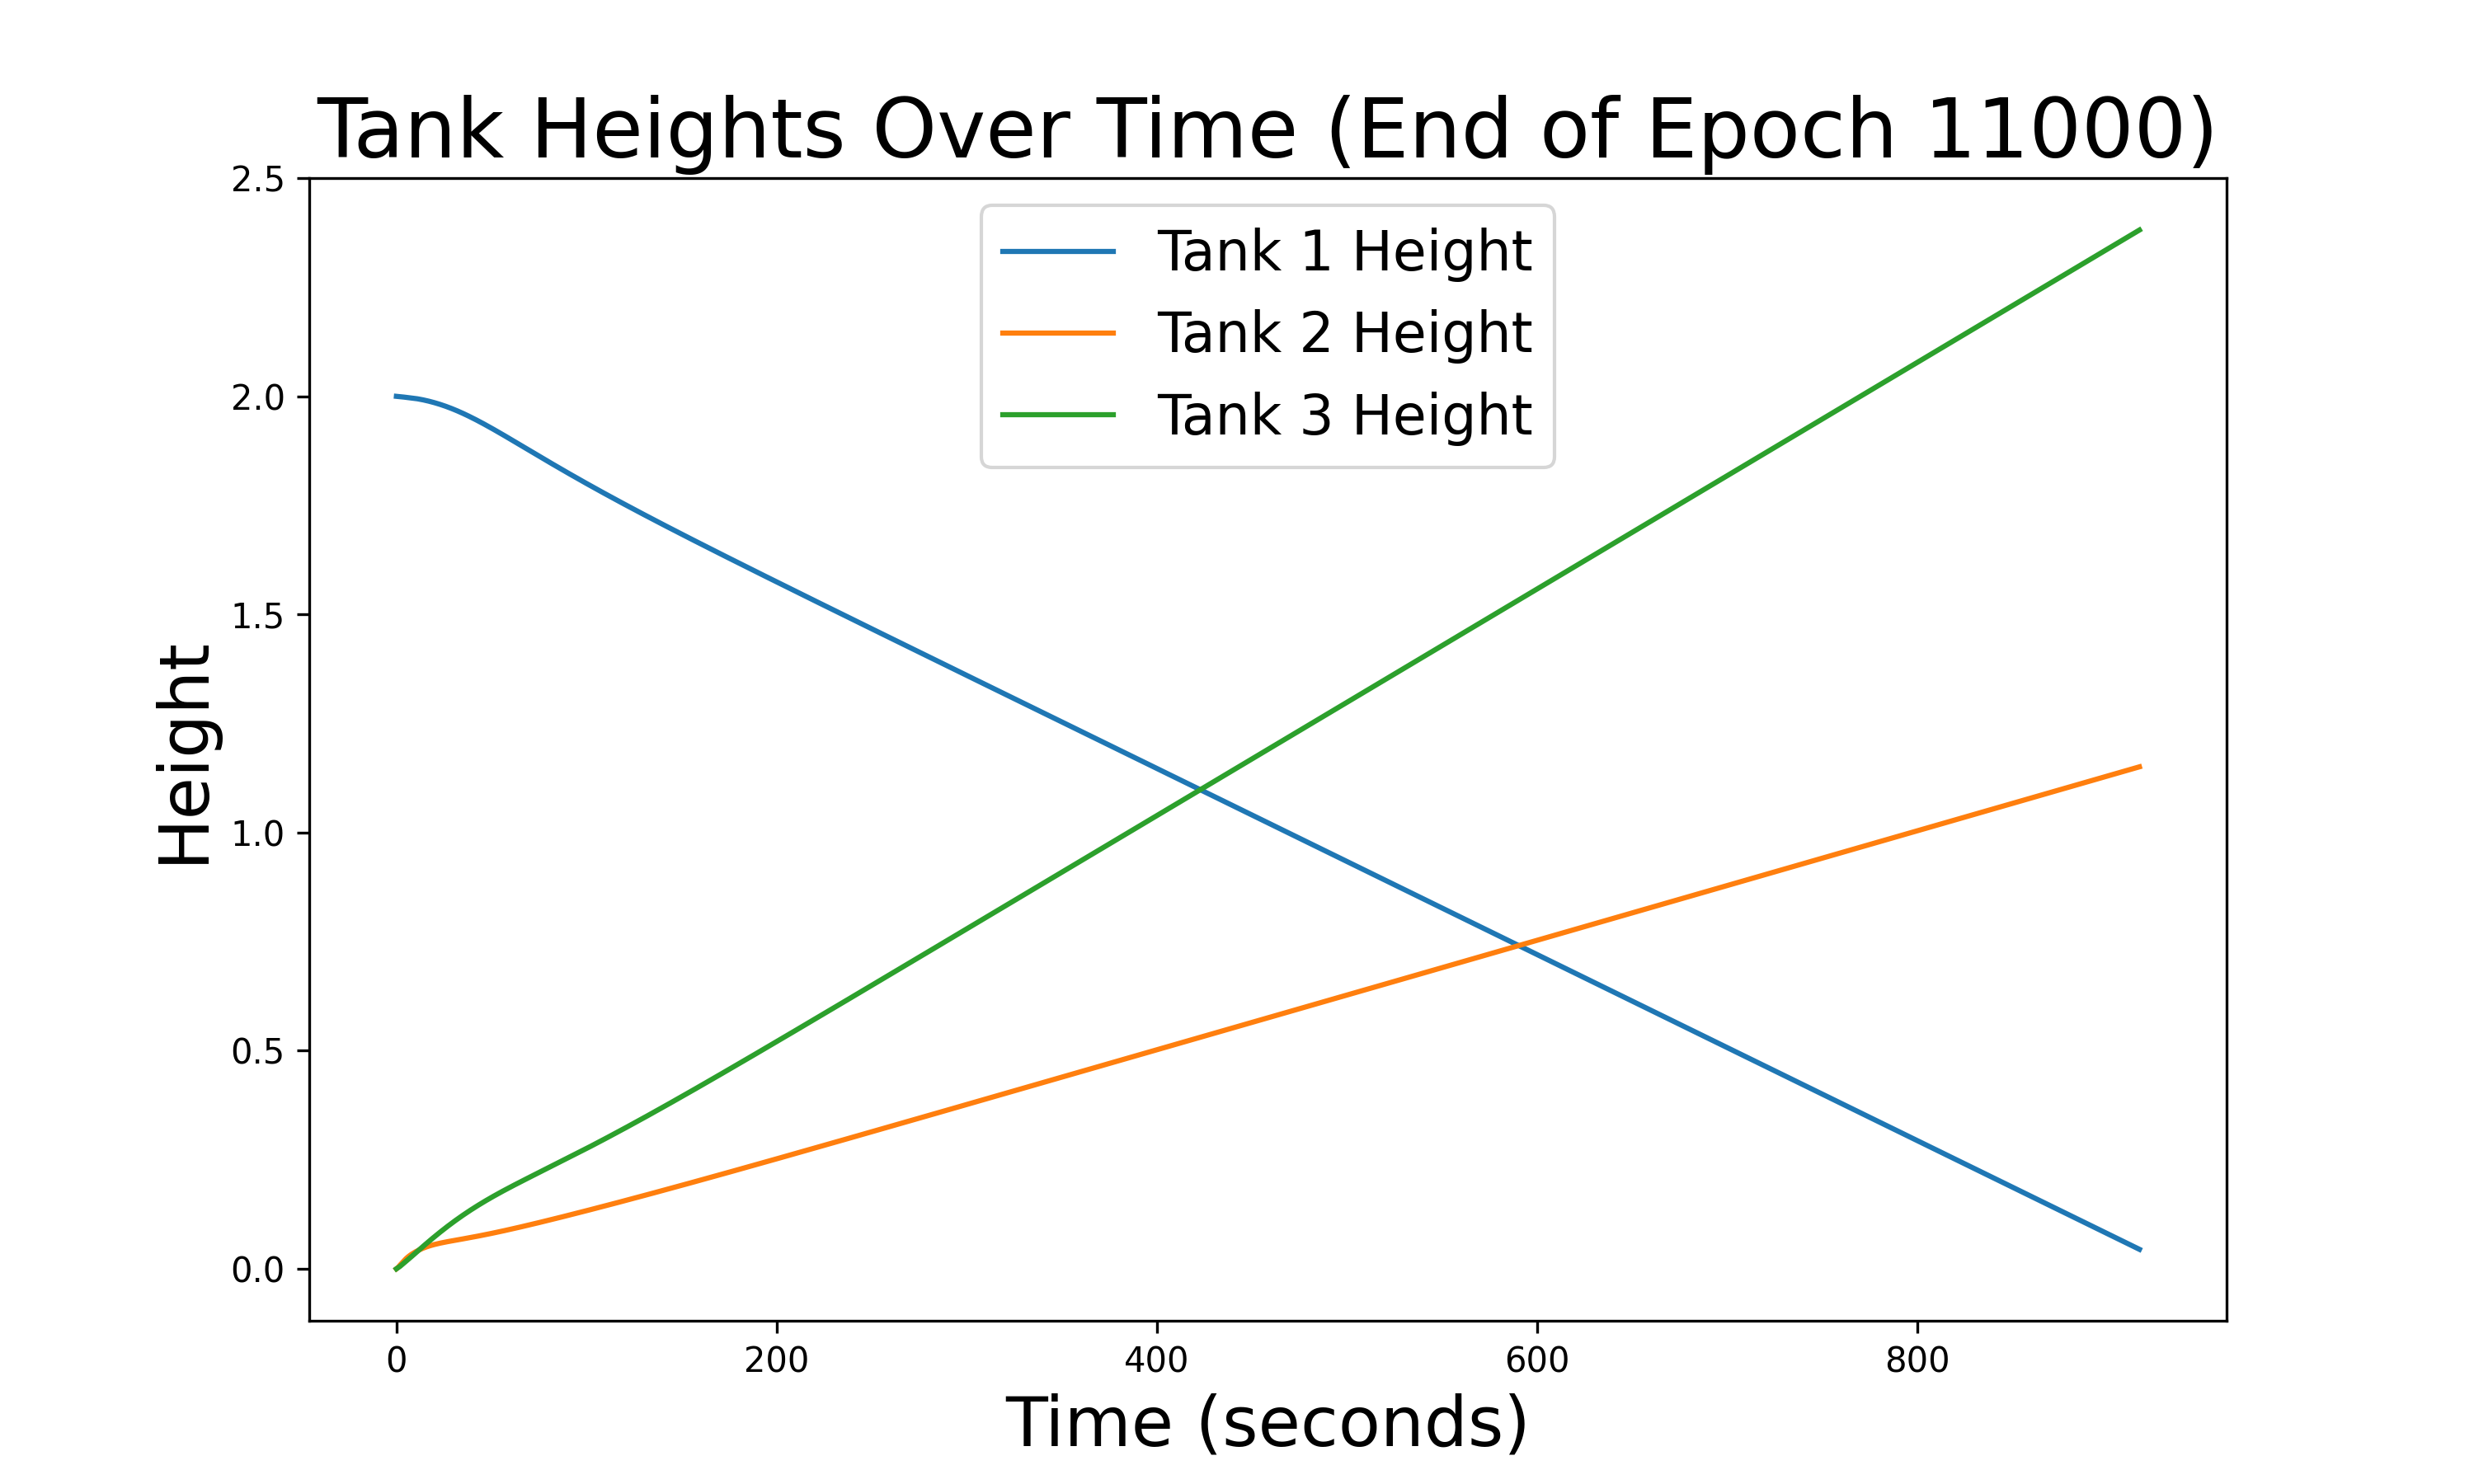 Tank Heights Over Time (End of Epoch 11000)
2.5
2.0
1.5
1.0
0.5
0.0
Height
Tank 1 Height
Tank 2 Height
Tank 3 Height
0 200 400 600 800
Time (seconds)